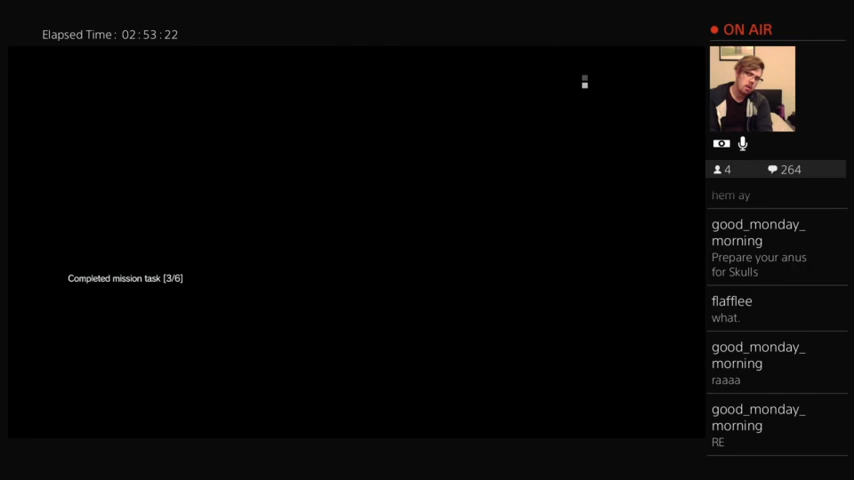 Elapsed Time: 02:53:22
ON AIR
4 264
hem ay
good_monday_
morning
Prepare your anus
for Skulls
Completed mission task [3/6]
flafflee
what.
good_monday_
morning
raaaa
good_monday_
morning
RE